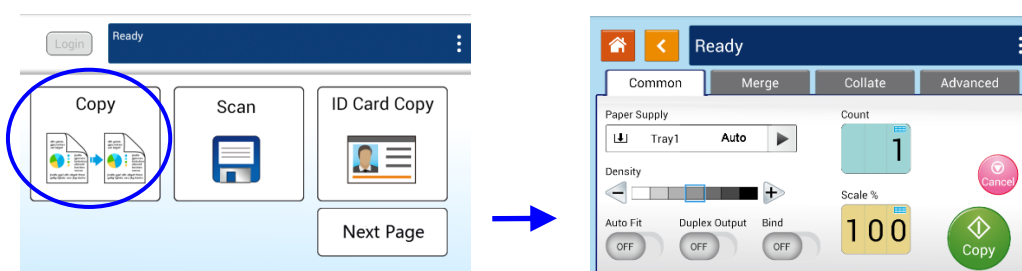 Login
Ready
Copy
Scan
ID Card Copy
Next Page
Ready
Common Merge Collate Advanced
Paper Supply
Tray1 Auto
Count
1
Density
Cancel
Scale %
100
Auto Fit Duplex Output Bind
OFF OFF OFF
Copy